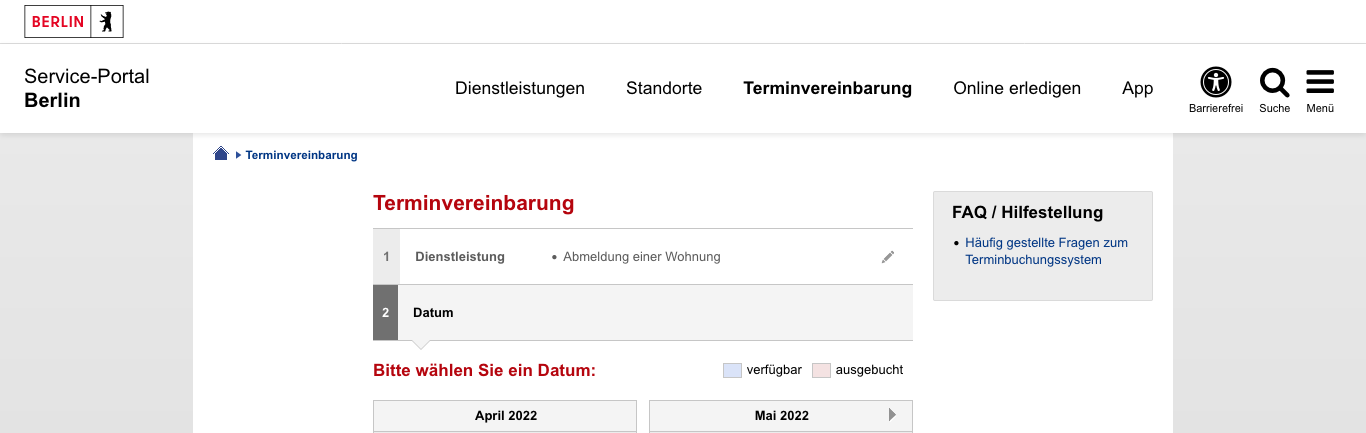 BERLIN
Service-Portal
Berlin
Dienstleistungen
Standorte
Terminvereinbarung
Online erledigen
App
Barrierefrei
Suche
Menü
Terminvereinbarung
Terminvereinbarung
1 Dienstleistung • Abmeldung einer Wohnung
2 Datum
Bitte wählen Sie ein Datum:
verfügbar
ausgebucht
April 2022
Mai 2022
FAQ / Hilfestellung
• Häufig gestellte Fragen zum
Terminbuchungssystem